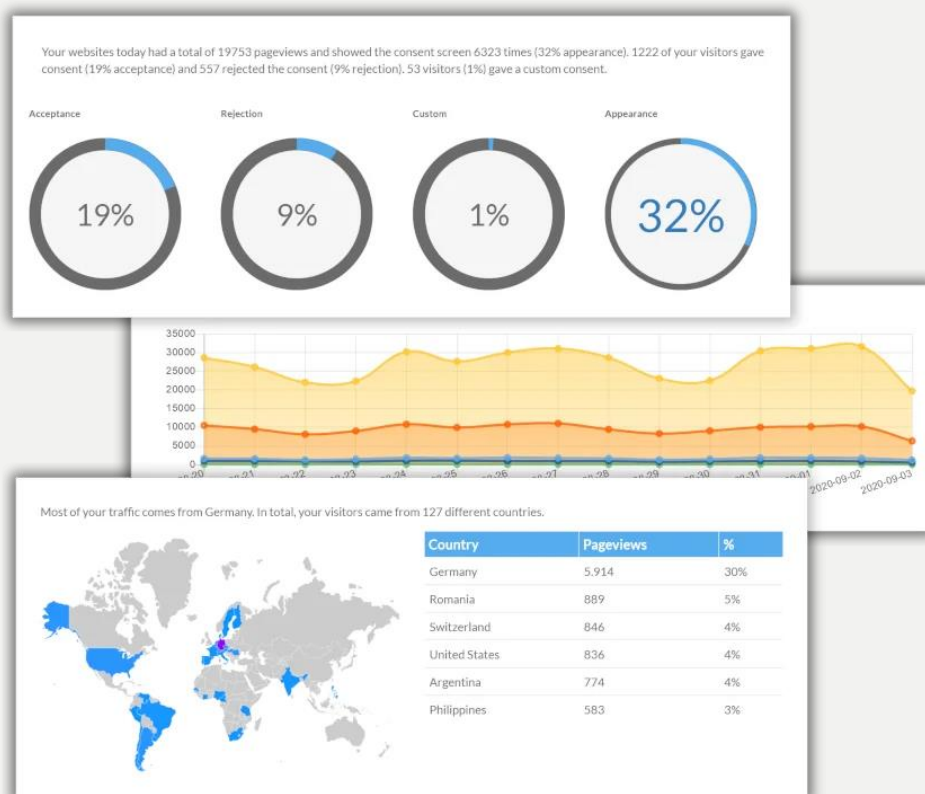 Your websites today had a total of 19753 pageviews and showed the consent screen 6323 times (32% appearance). 1222 of your visitors gave
consent (19% acceptance) and 557 rejected the consent (9% rejection). 53 visitors (1%) gave a custom consent.
Acceptance Rejection Custom Appearance
19% 9% 1% 32%
35000
30000
25000
20000
15000
10000
5000
0
2020-09-02 2020-09-03
Most of your traffic comes from Germany. In total, your visitors came from 127 different countries.
Country Pageviews %
Germany 5.914 30%
Romania 889 5%
Switzerland 846 4%
United States 836 4%
Argentina 774 4%
Philippines 583 3%